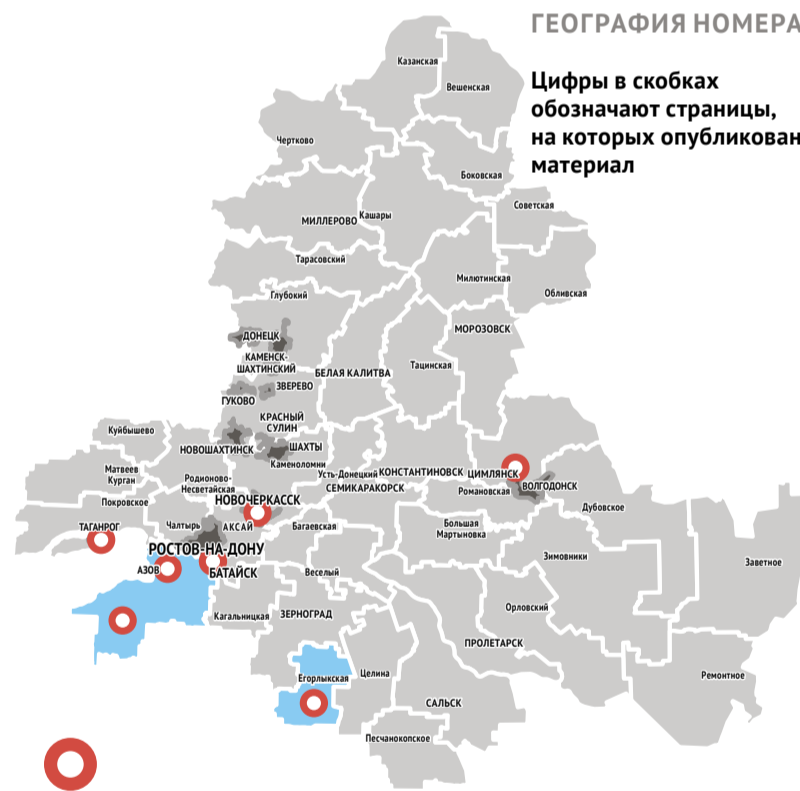 ГЕОГРАФИЯ НОМЕРА
Цифры в скобках
обозначают страницы,
на которых опубликован
материал
Казанская
Вешенская
Чертково
Боковская
Советская
МИЛЛЕРОВО
Кашары
Тарасовский
Милютинская
Обливская
Глубокий
МОРОЗОВСК
ДОНЕЦК
КАМЕНСК-
ШАХТИНСКИЙ
БЕЛАЯ КАЛИТВА
Тацинская
ЗВЕРЕВО
ГУКОВО
КРАСНЫЙ
СУЛИН
Куйбышево
НОВОШАХТИНСК
ШАХТЫ
Каменоломни
Матвеев
Курган
Родионово-
Несветайская
Усть-Донецкий
КОНСТАНТИНОВСК
ЦИМЛЯНСК
СЕМИКАРАКОРСК
Романовская
ВОЛГОДОНСК
Покровское
НОВОЧЕРКАССК
Дубовское
ТАГАНРОГ
Чалтырь
АКСАЙ
Багаевская
Большая
Мартыновка
РОСТОВ-НА-ДОНУ
Зимовники
Заветное
АЗОВ
БАТАЙСК
Веселый
Кагальницкая
ЗЕРНОГРАД
Орловский
ПРОЛЕТАРСК
Егорлыкская
Целина
Ремонтное
САЛЬСК
Песчанокопское